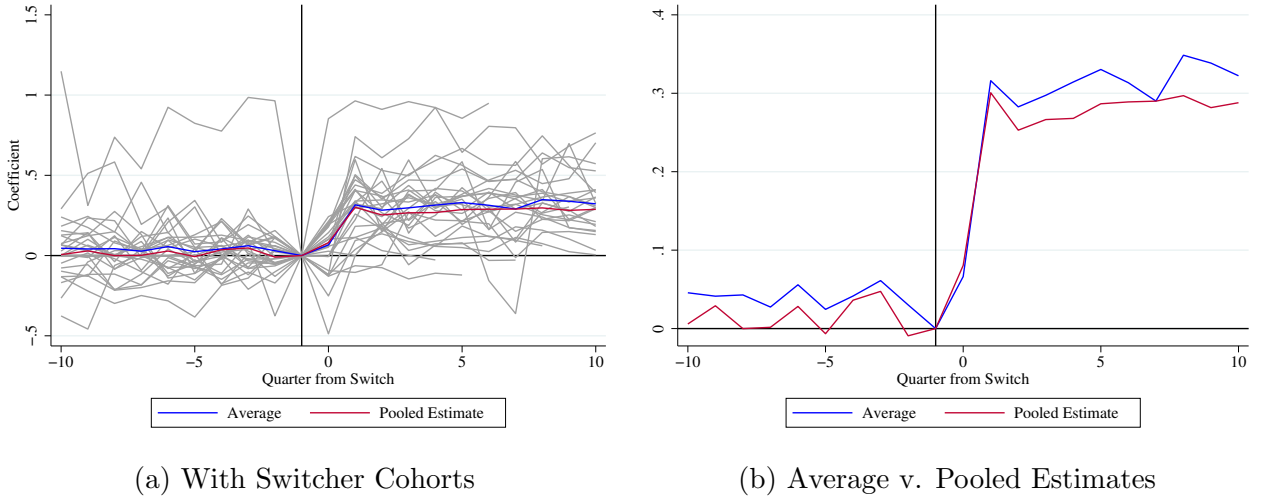 1.5
1
.5
0
−.5
Coefficient
−10
−5
0
5
10
Quarter from Switch
Average
Pooled Estimate
(a) With Switcher Cohorts
.4
.3
.2
.1
0
−10
−5
0
5
10
Quarter from Switch
Average
Pooled Estimate
(b) Average v. Pooled Estimates